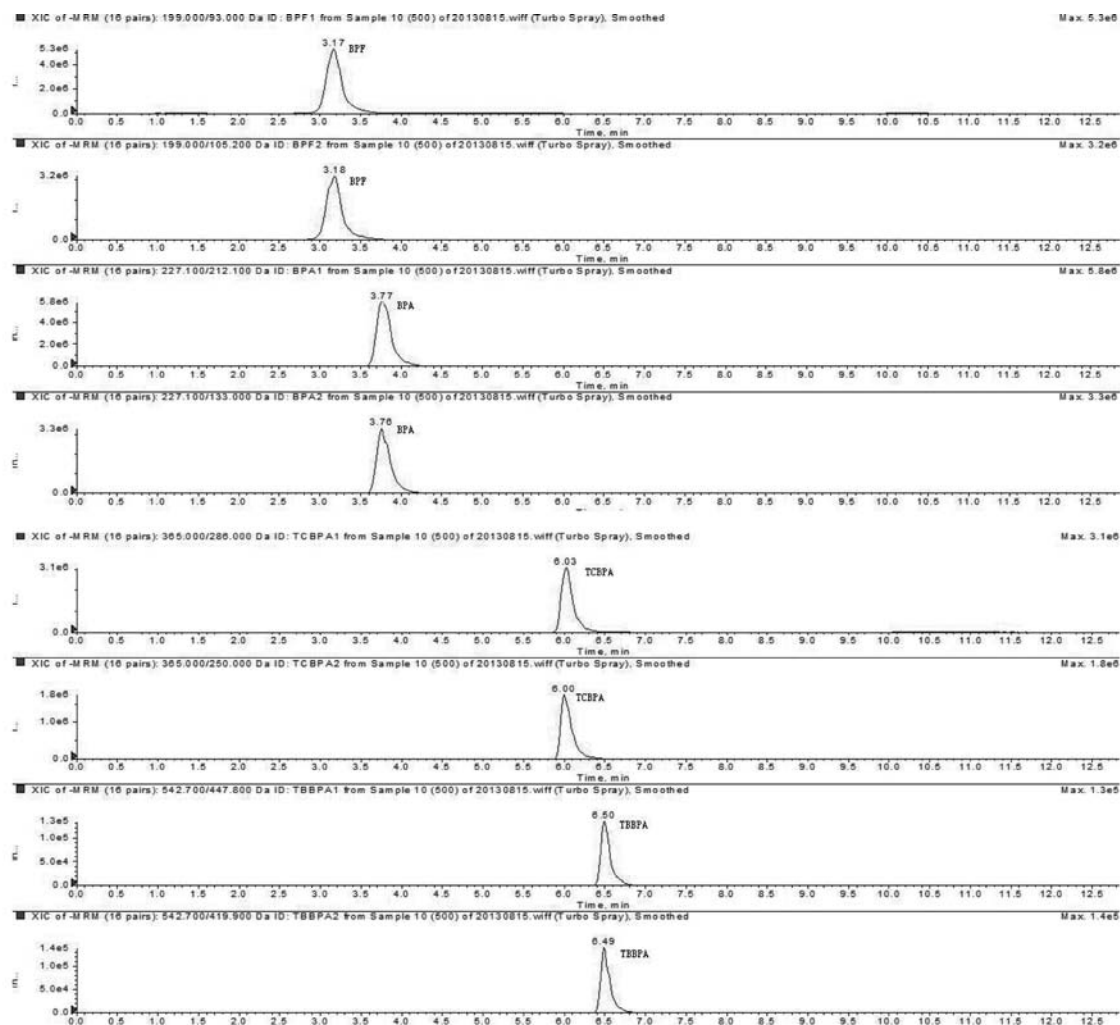 XIC of -MRM (16 pairs): 199.000/93.000 Da ID: BPF1 from Sample 10 (500) of 20130815.wiff (Turbo Spray), Smoothed Max. 5.3e6
3.17 BPF
5.3e6
4.0e6
2.0e6
0.0
0.0 0.5 1.0 1.5 2.0 2.5 3.0 3.5 4.0 4.5 5.0 5.5 6.0 6.5 7.0 7.5 8.0 8.5 9.0 9.5 10.0 10.5 11.0 11.5 12.0 12.5
Time, min
XIC of -MRM (16 pairs): 199.000/105.200 Da ID: BPF2 from Sample 10 (500) of 20130815.wiff (Turbo Spray), Smoothed Max. 3.2e6
3.18 BPF
3.2e6
0.0
0.0 0.5 1.0 1.5 2.0 2.5 3.0 3.5 4.0 4.5 5.0 5.5 6.0 6.5 7.0 7.5 8.0 8.5 9.0 9.5 10.0 10.5 11.0 11.5 12.0 12.5
Time, min
XIC of -MRM (16 pairs): 227.100/212.100 Da ID: BPA1 from Sample 10 (500) of 20130815.wiff (Turbo Spray), Smoothed Max. 5.8e6
3.77 BPA
5.8e6
4.0e6
2.0e6
0.0
0.0 0.5 1.0 1.5 2.0 2.5 3.0 3.5 4.0 4.5 5.0 5.5 6.0 6.5 7.0 7.5 8.0 8.5 9.0 9.5 10.0 10.5 11.0 11.5 12.0 12.5
Time, min
XIC of -MRM (16 pairs): 227.100/133.000 Da ID: BPA2 from Sample 10 (500) of 20130815.wiff (Turbo Spray), Smoothed Max. 3.3e6
3.76 BPA
3.3e6
0.0
0.0 0.5 1.0 1.5 2.0 2.5 3.0 3.5 4.0 4.5 5.0 5.5 6.0 6.5 7.0 7.5 8.0 8.5 9.0 9.5 10.0 10.5 11.0 11.5 12.0 12.5
XIC of -MRM (16 pairs): 365.000/286.000 Da ID: TCBPA1 from Sample 10 (500) of 20130815.wiff (Turbo Spray), Smoothed Max. 3.1e6
6.03 TCBPA
3.1e6
0.0
0.0 0.5 1.0 1.5 2.0 2.5 3.0 3.5 4.0 4.5 5.0 5.5 6.0 6.5 7.0 7.5 8.0 8.5 9.0 9.5 10.0 10.5 11.0 11.5 12.0 12.5
Time, min
XIC of -MRM (16 pairs): 365.000/250.000 Da ID: TCBPA2 from Sample 10 (500) of 20130815.wiff (Turbo Spray), Smoothed Max. 1.8e6
6.00 TCBPA
1.8e6
1.0e6
0.0
0.0 0.5 1.0 1.5 2.0 2.5 3.0 3.5 4.0 4.5 5.0 5.5 6.0 6.5 7.0 7.5 8.0 8.5 9.0 9.5 10.0 10.5 11.0 11.5 12.0 12.5
Time, min
XIC of -MRM (16 pairs): 542.700/447.800 Da ID: TBBPA1 from Sample 10 (500) of 20130815.wiff (Turbo Spray), Smoothed Max. 1.3e5
6.50 TBBPA
1.3e5
1.0e5
5.0e4
0.0
0.0 0.5 1.0 1.5 2.0 2.5 3.0 3.5 4.0 4.5 5.0 5.5 6.0 6.5 7.0 7.5 8.0 8.5 9.0 9.5 10.0 10.5 11.0 11.5 12.0 12.5
Time, min
XIC of -MRM (16 pairs): 542.700/419.900 Da ID: TBBPA2 from Sample 10 (500) of 20130815.wiff (Turbo Spray), Smoothed Max. 1.4e5
6.49 TBBPA
1.4e5
1.0e5
5.0e4
0.0
0.0 0.5 1.0 1.5 2.0 2.5 3.0 3.5 4.0 4.5 5.0 5.5 6.0 6.5 7.0 7.5 8.0 8.5 9.0 9.5 10.0 10.5 11.0 11.5 12.0 12.5
Time, min